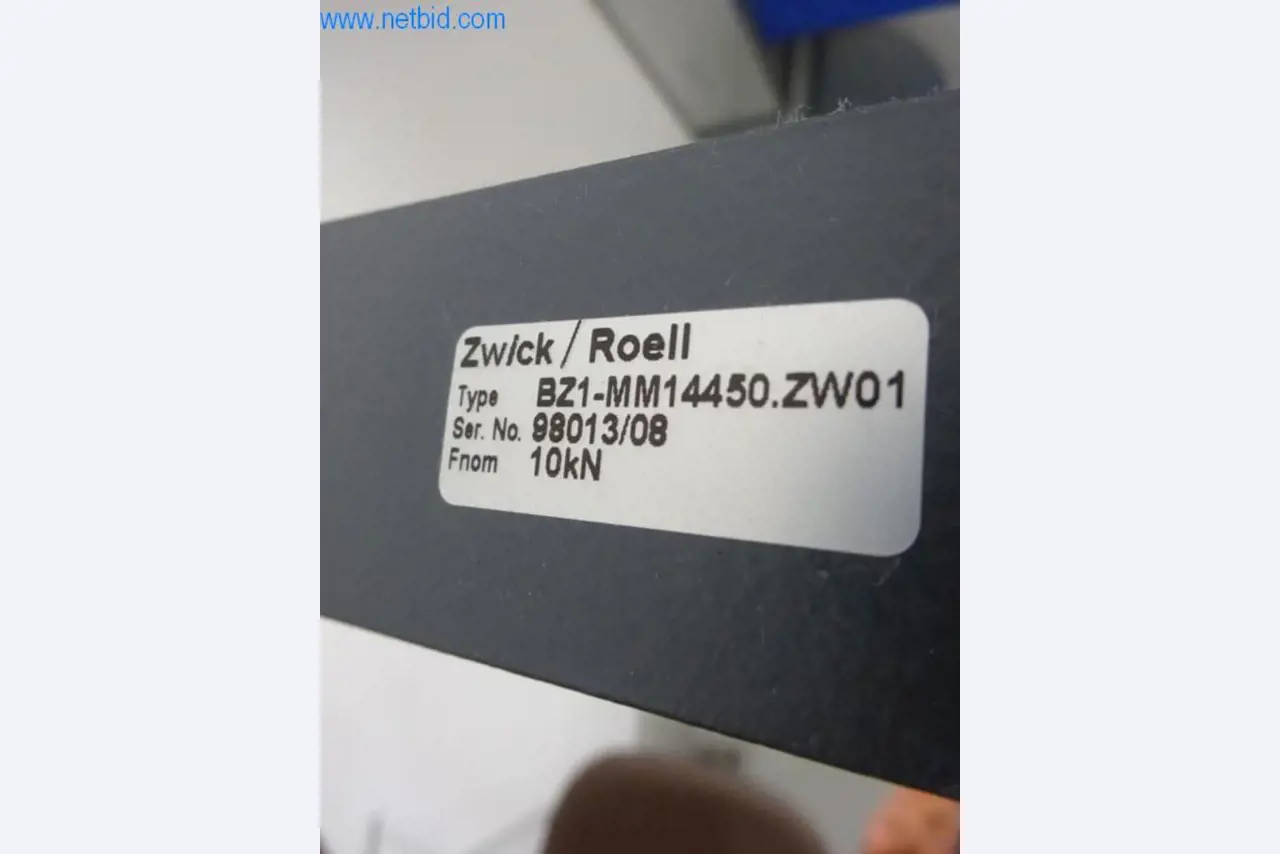 www.netbid.com
Zwick / Roell
Type BZ1-MM14450.ZW01
Ser. No. 98013/08
Fnom 10kN